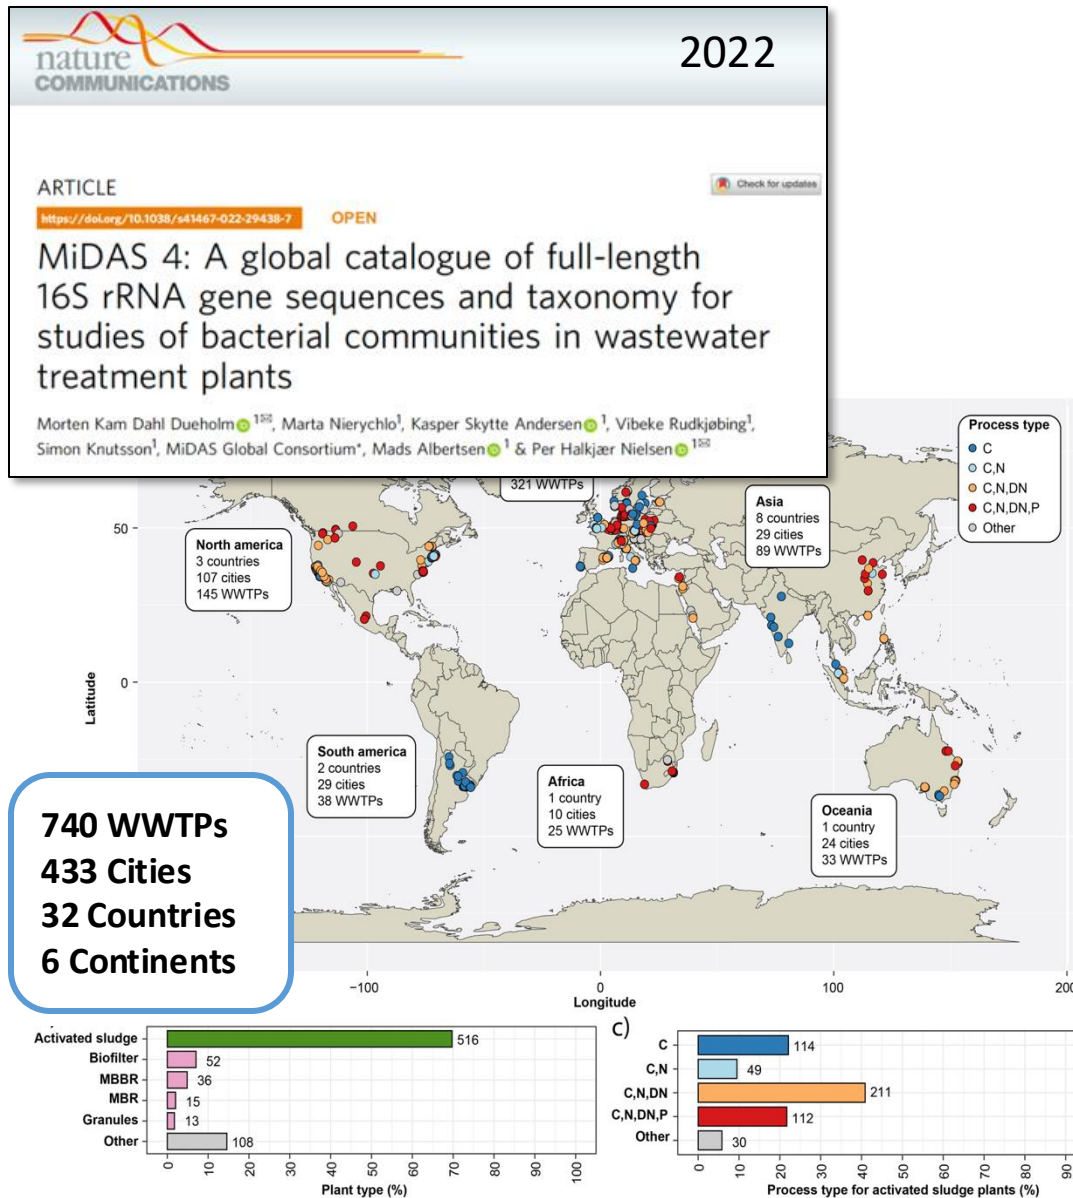 nature
COMMUNICATIONS
2022
ARTICLE
Check for updates
https://doi.org/10.1038/s41467-022-29438-7
OPEN
MiDAS 4: A global catalogue of full-length
16S rRNA gene sequences and taxonomy for
studies of bacterial communities in wastewater
treatment plants
Morten Kam Dahl Dueholm 1✉, Marta Nierychlo1, Kasper Skytte Andersen 1, Vibeke Rudkjøbing1,
Simon Knutsson1, MiDAS Global Consortium*, Mads Albertsen 1 & Per Halkjær Nielsen 1✉
321 WWTPs
Process type
C
C,N
C,N,DN
C,N,DN,P
Other
Asia
8 countries
29 cities
89 WWTPs
North america
3 countries
107 cities
145 WWTPs
South america
2 countries
29 cities
38 WWTPs
Africa
1 country
10 cities
25 WWTPs
Oceania
1 country
24 cities
33 WWTPs
50
0
Latitude
740 WWTPs
433 Cities
32 Countries
6 Continents
−100 0 100 200
Longitude
Activated sludge 516
Biofilter 52
MBBR 36
MBR 15
Granules 13
Other 108
0 10 20 30 40 50 60 70 80 90 100
Plant type (%)
c)
C 114
C,N 49
C,N,DN 211
C,N,DN,P 112
Other 30
0 10 20 30 40 50 60 70 80 90
Process type for activated sludge plants (%)